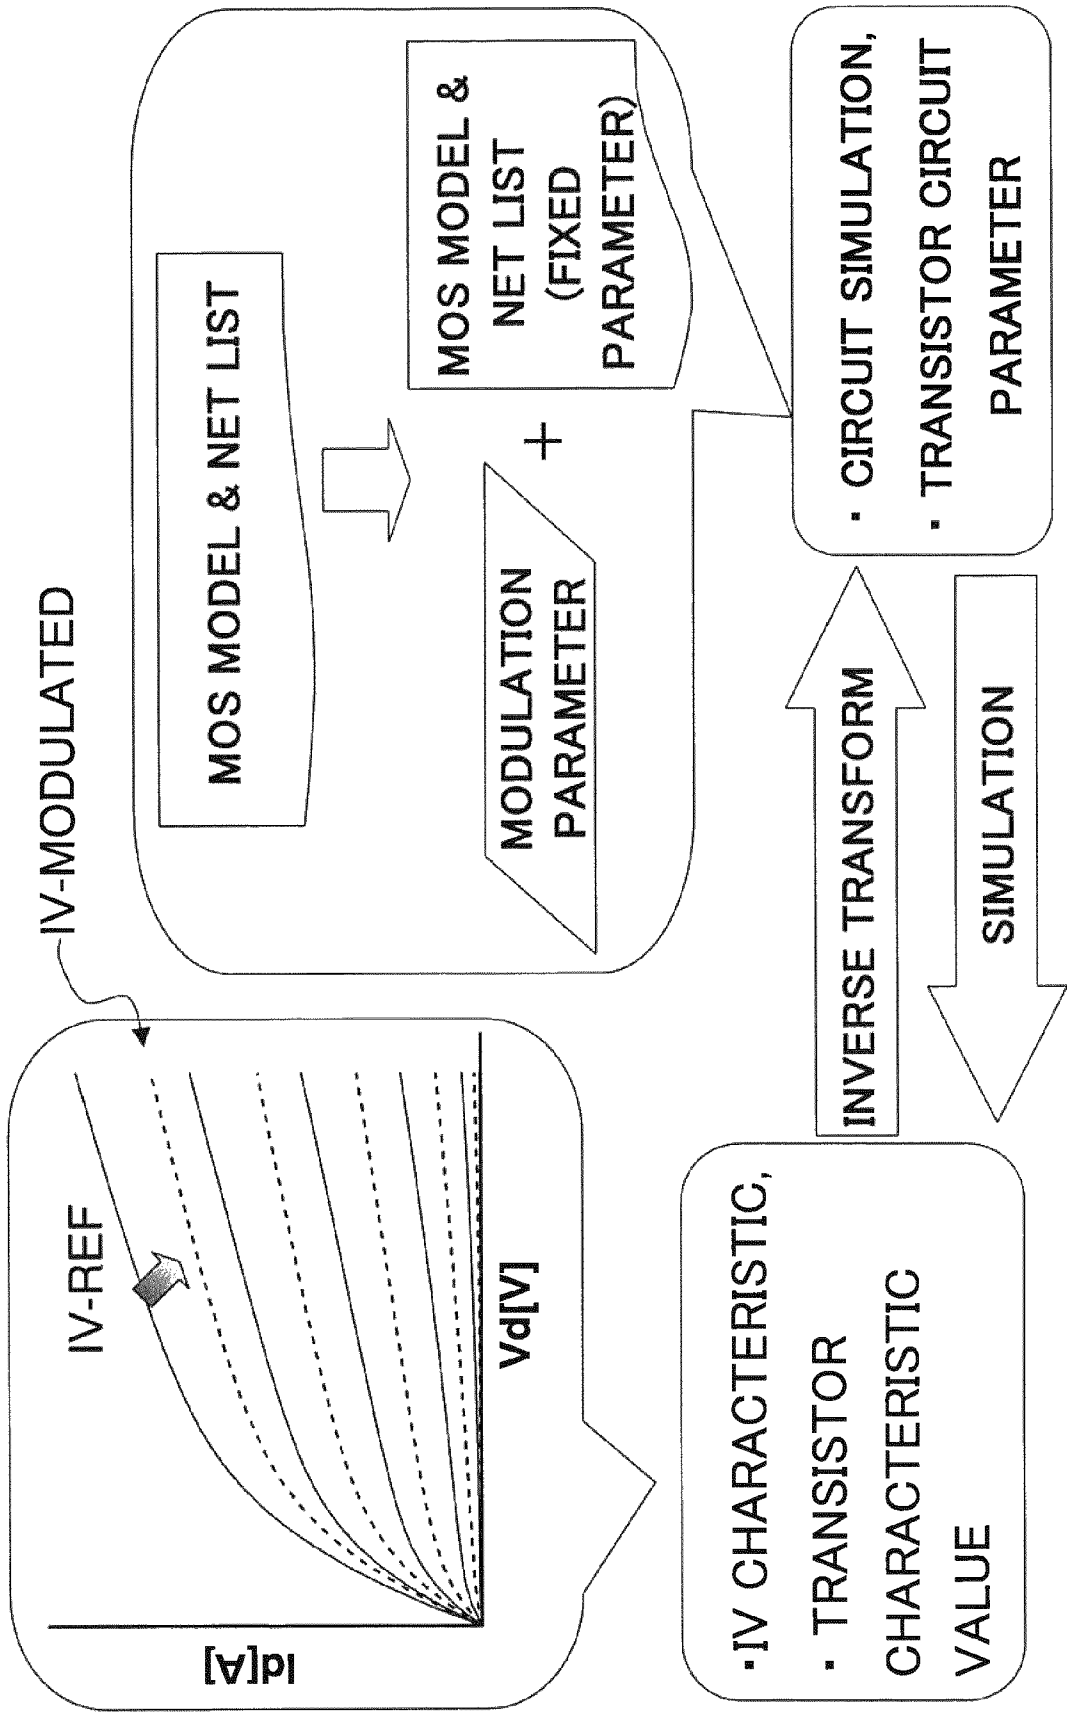 IV-MODULATED
IV-REF
Id[A]
Vd[V]
MOS MODEL & NET LIST
MODULATION
PARAMETER
+
MOS MODEL &
NET LIST
(FIXED
PARAMETER)
・IV CHARACTERISTIC,
・TRANSISTOR
CHARACTERISTIC
VALUE
INVERSE TRANSFORM
SIMULATION
・CIRCUIT SIMULATION,
・TRANSISTOR CIRCUIT
PARAMETER